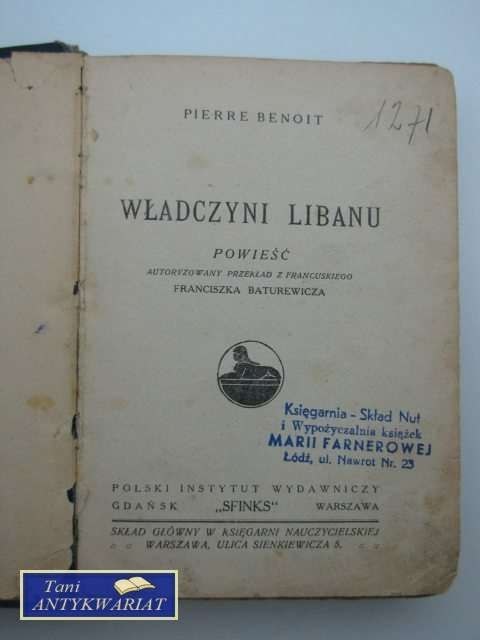 PIERRE BENOIT
1271
WŁADCZYNI LIBANU
POWIEŚĆ
AUTORYZOWANY PRZEKŁAD Z FRANCUSKIEGO
FRANCISZKA BATUREWICZA
Księgarnia - Skład Nut
i Wypożyczalnia książek
MARII FARNEROWEJ
Łódź, ul. Nawrot Nr. 23
POLSKI INSTYTUT WYDAWNICZY
GDAŃSK „SFINKS" WARSZAWA
SKŁAD GŁÓWNY W KSIĘGARNI NAUCZYCIELSKIEJ
WARSZAWA, ULICA SIENKIEWICZA 8.
Tani
ANTYKWARIAT